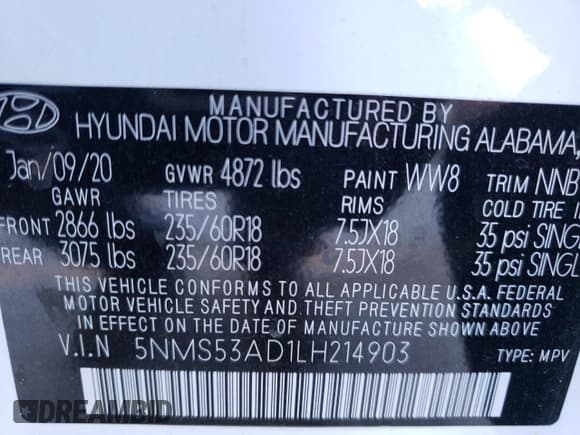 MANUFACTURED BY
HYUNDAI MOTOR MANUFACTURING ALABAMA,
Jan/09/20 GVWR 4872 lbs PAINT WW8 TRIM NNB
GAWR TIRES RIMS COLD TIRE
FRONT 2866 lbs 235/60R18 7.5JX18 35 psi SINGL
REAR 3075 lbs 235/60R18 7.5JX18 35 psi SINGL
THIS VEHICLE CONFORMS TO ALL APPLICABLE U.S.A. FEDERAL
MOTOR VEHICLE SAFETY AND THEFT PREVENTION STANDARDS
IN EFFECT ON THE DATE OF MANUFACTURE SHOWN ABOVE.
V.I.N 5NMS53AD1LH214903 TYPE: MPV
DREAMBID